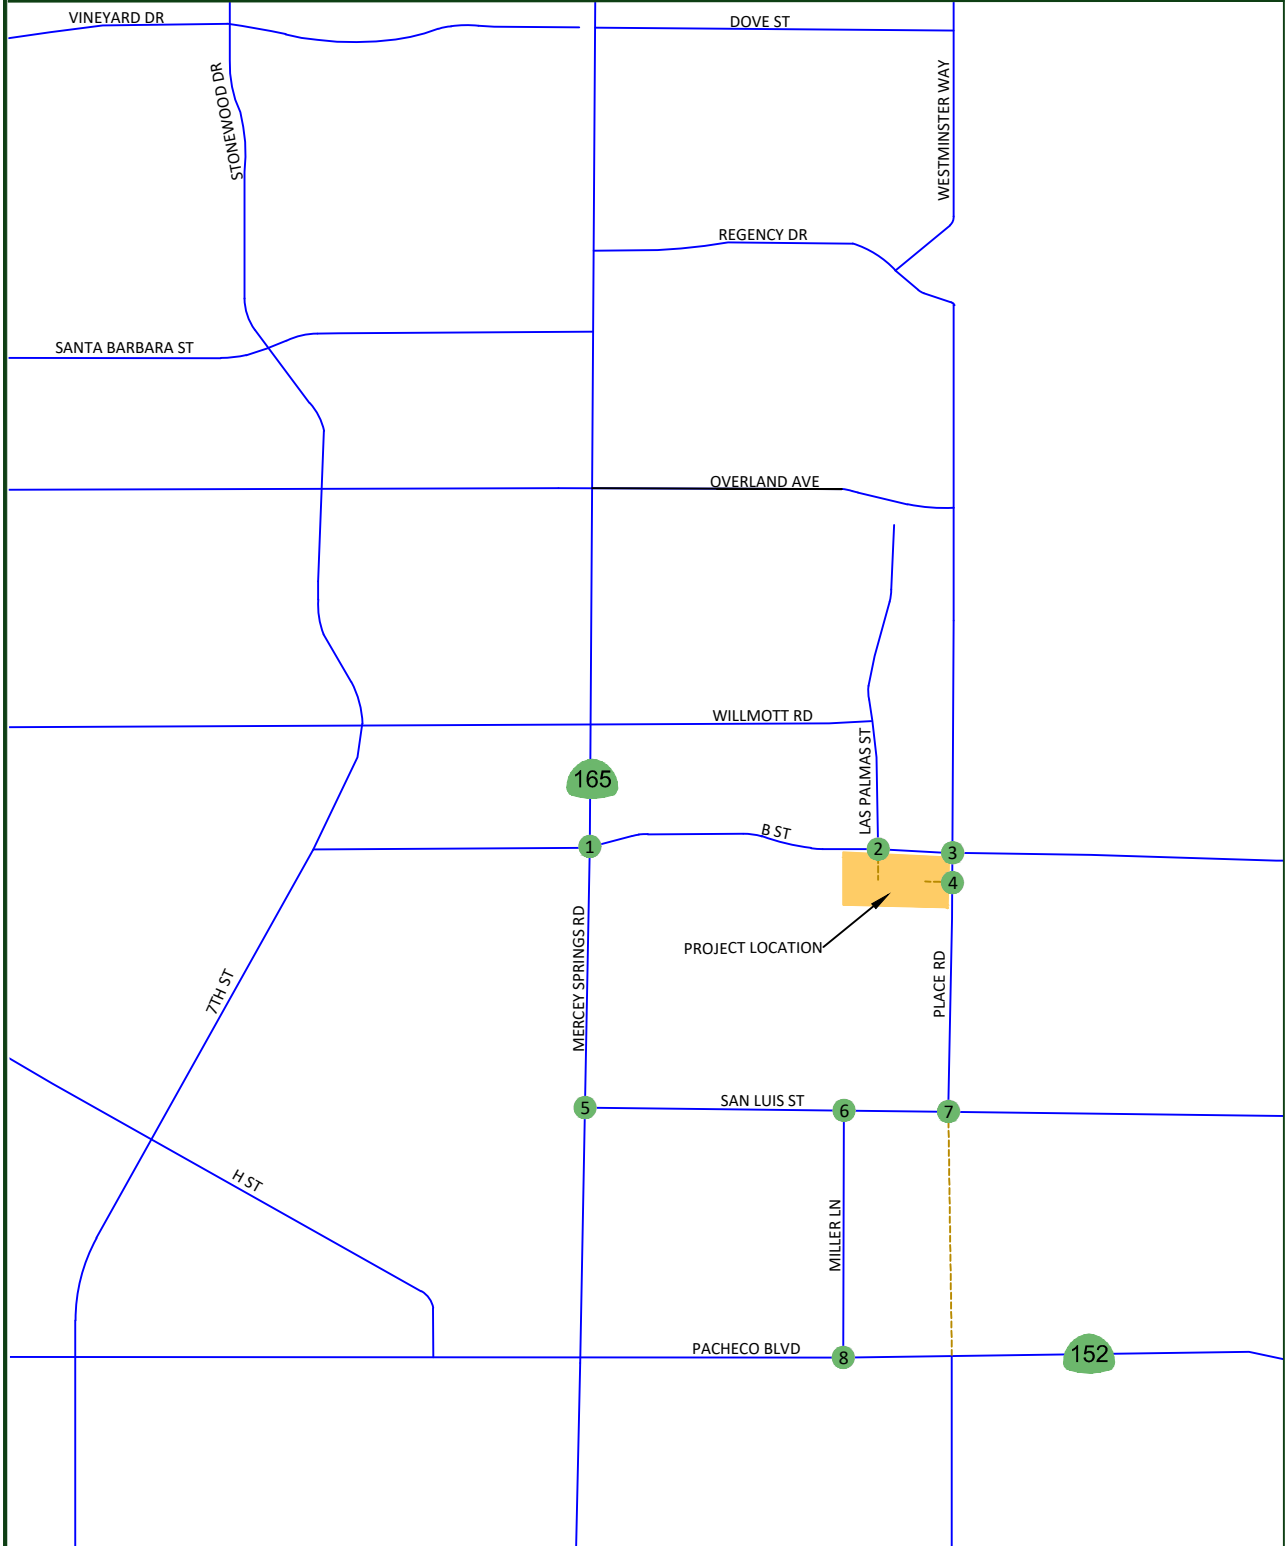 VINEYARD DR
DOVE ST
STONEWOOD DR
WESTMINSTER WAY
REGENCY DR
SANTA BARBARA ST
OVERLAND AVE
WILLMOTT RD
LAS PALMAS ST
165
B ST
1
2
3
4
PROJECT LOCATION
MERCEY SPRINGS RD
PLACE RD
7TH ST
SAN LUIS ST
5
6
7
H ST
MILLER LN
PACHECO BLVD
8
152